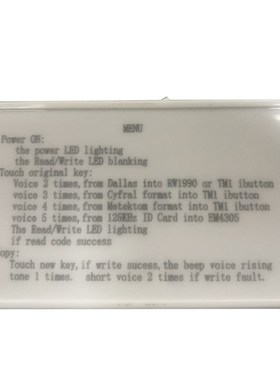 MENU
Power ON:
the power LED lighting
the Read/Write LED blanking
Touch original key:
Voice 2 times, from Dallas into RW1990 or TM1 ibutton
voice 3 times, from Cyfral format into TM1 ibutton
voice 4 times, from Metektom format into TM1 ibutton
voice 5 times, from 125KHz ID Card into EM4305
The Read/Write LED lighting
if read code success
opy:
Touch new key, if write sucess, the beep voice rising
tone 1 times. short voice 2 times if write fault.